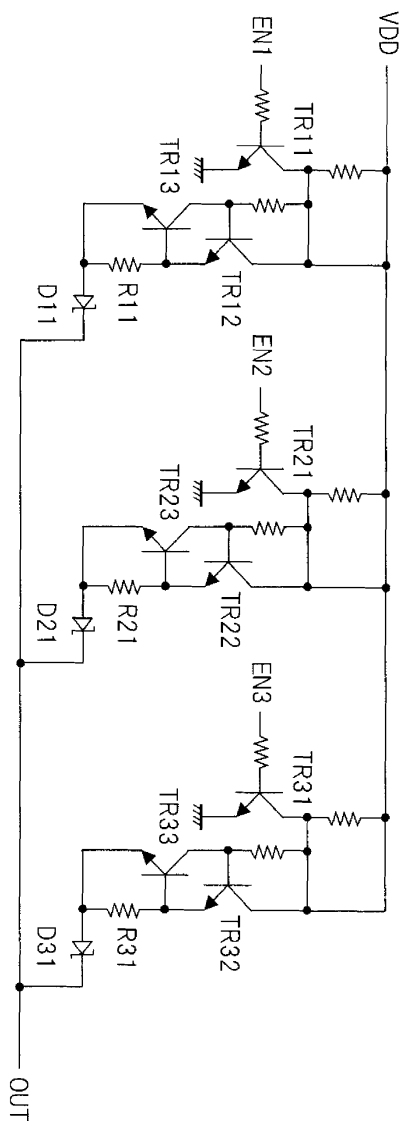 VDD
EN1
TR11
TR13
TR12
R11
D11
EN2
TR21
TR23
TR22
R21
D21
EN3
TR31
TR33
TR32
R31
D31
OUT